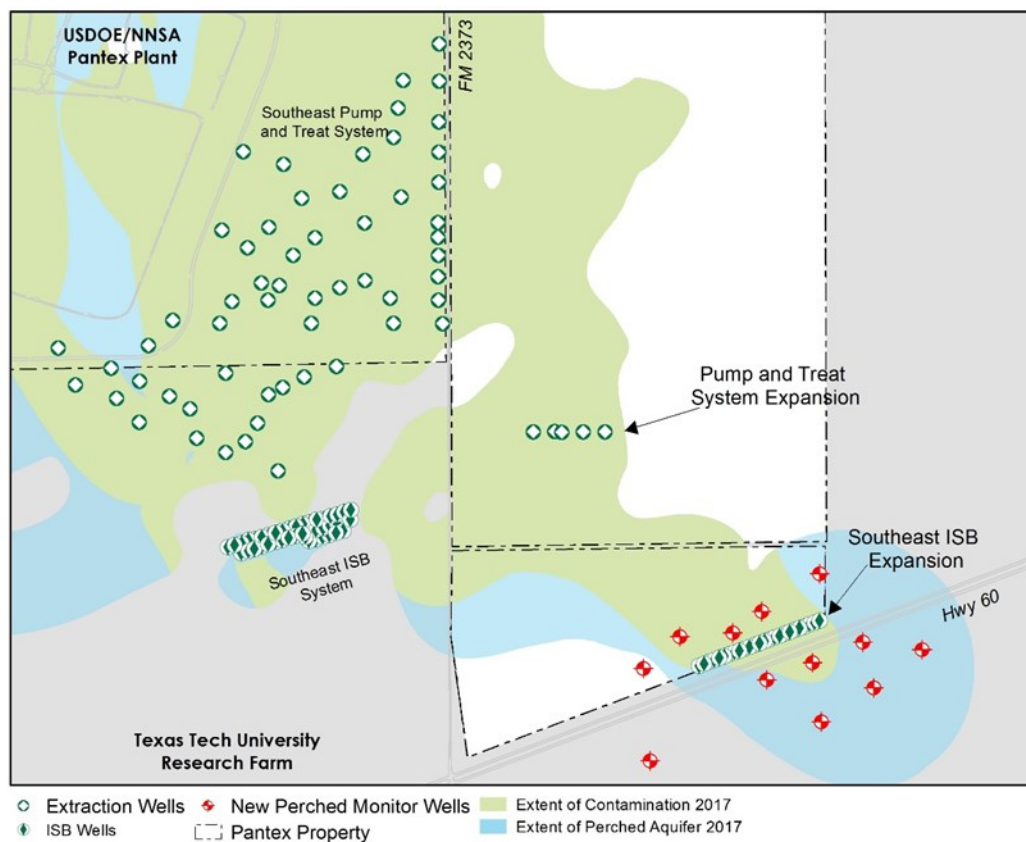 USDOE/NNSA
Pantex Plant
FM 2373
Southeast Pump
and Treat System
Pump and Treat
System Expansion
Southeast ISB
Expansion
Southeast ISB
System
Hwy 60
Texas Tech University
Research Farm
Extraction Wells
New Perched Monitor Wells
Extent of Contamination 2017
ISB Wells
Pantex Property
Extent of Perched Aquifer 2017